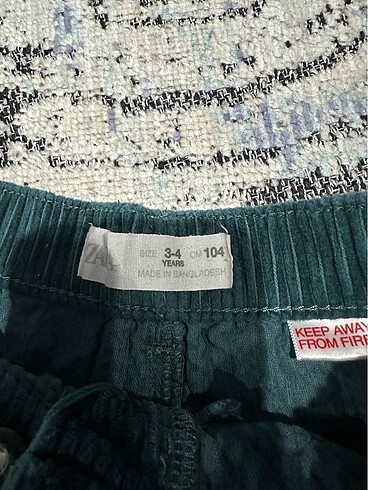 ZARA
SIZE 3-4 YEARS CM 104
MADE IN BANGLADESH
KEEP AWAY
FROM FIRE